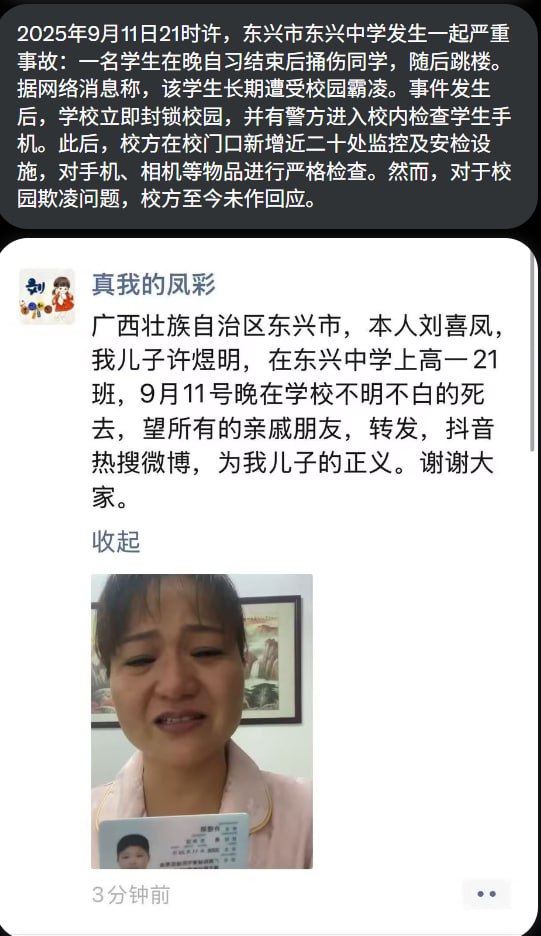 2025年9月11日21时许，东兴市东兴中学发生一起严重
事故：一名学生在晚自习结束后捅伤同学，随后跳楼。
据网络消息称，该学生长期遭受校园霸凌。事件发生
后，学校立即封锁校园，并有警方进入校内检查学生手
机。此后，校方在校门口新增近二十处监控及安检设
施，对手机、相机等物品进行严格检查。然而，对于校
园欺凌问题，校方至今未作回应。
真我的凤彩
广西壮族自治区东兴市，本人刘喜凤，
我儿子许煜明，在东兴中学上高一21
班，9月11号晚在学校不明不白的死
去，望所有的亲戚朋友，转发，抖音
热搜微博，为我儿子的正义。谢谢大
家。
收起
3分钟前